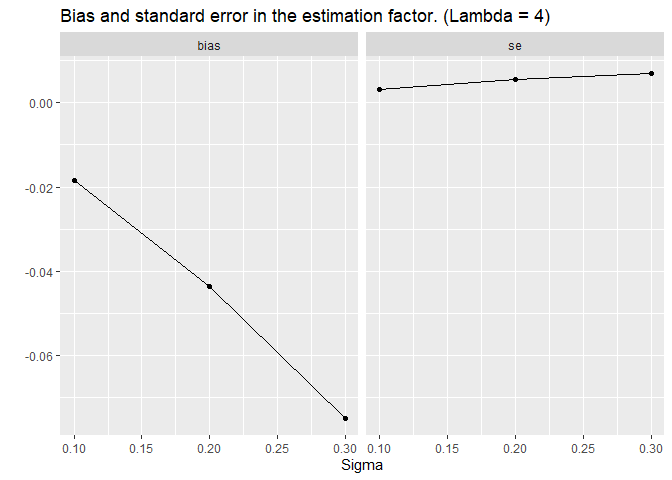 Bias and standard error in the estimation factor. (Lambda = 4)
bias
se
0.00
-0.02
-0.04
-0.06
0.10 0.15 0.20 0.25 0.30
0.10 0.15 0.20 0.25 0.30
Sigma